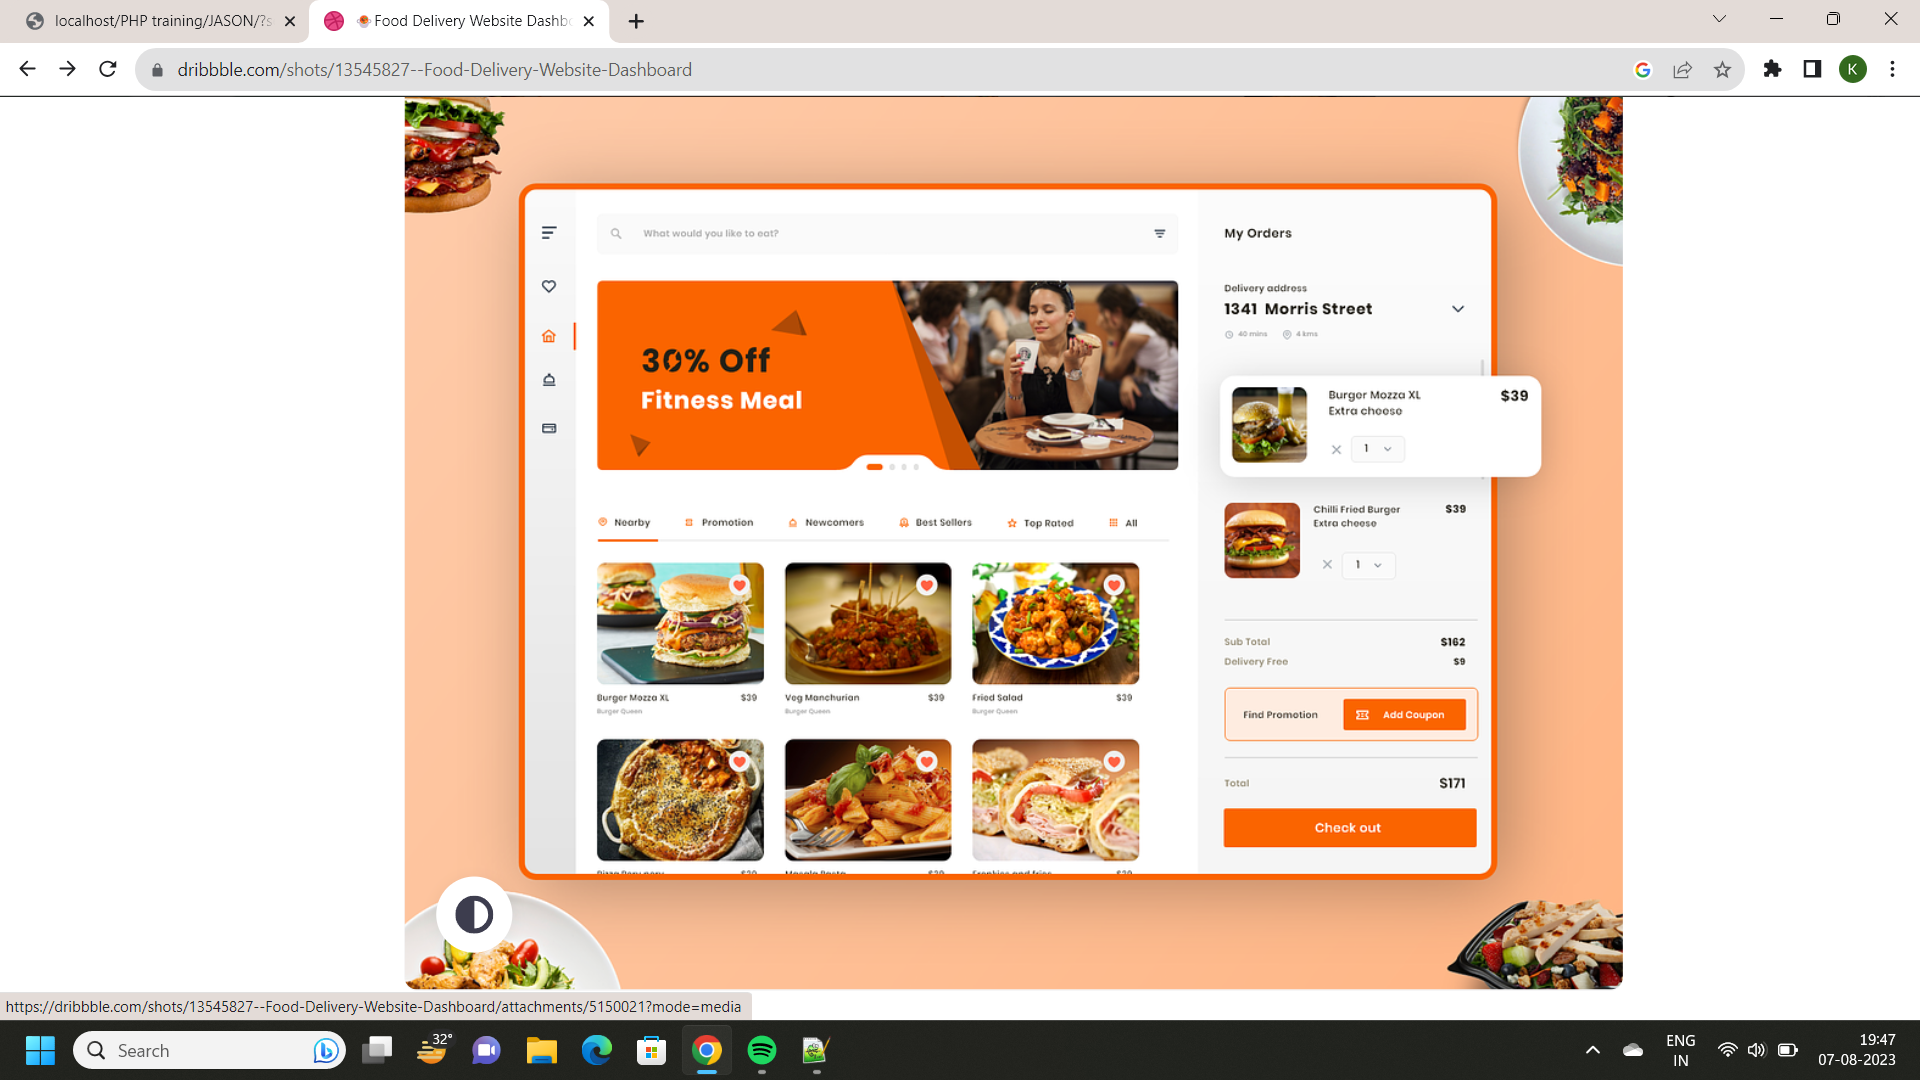 localhost/PHP training/JASON/?s
Food Delivery Website Dashb
dribbble.com/shots/13545827--Food-Delivery-Website-Dashboard
K
What would you like to eat?
My Orders
Delivery address
1341 Morris Street
40 mins 4 kms
30% Off
Fitness Meal
Burger Mozza XL $39
Extra cheese
1
Nearby Promotion Newcomers Best Sellers Top Rated All
Chilli Fried Burger $39
Extra cheese
1
Sub Total $162
Delivery Free $9
Burger Mozza XL $39 Veg Manchurian $39 Fried Salad $39
Burger Queen Burger Queen Burger Queen
Find Promotion Add Coupon
Total $171
Check out
https://dribbble.com/shots/13545827--Food-Delivery-Website-Dashboard/attachments/5150021?mode=media
Search
32°
ENG
IN
19:47
07-08-2023